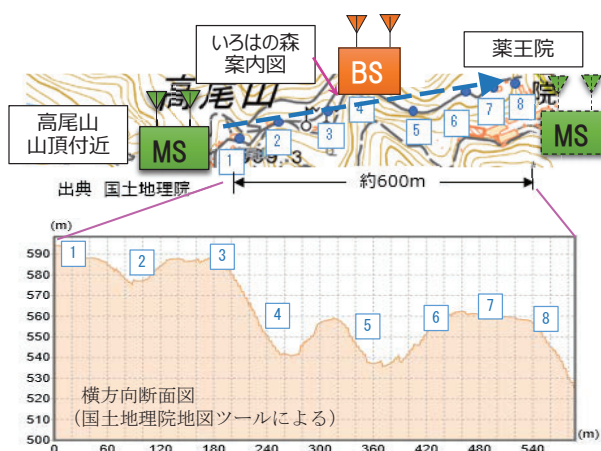 いろはの森
案内図
BS
薬王院
高尾山
院
高尾山
山頂付近
MS
MS
1
2
3
4
5
6
7
8
9.3
出典 国土地理院
約600m
(m)
590
580
570
560
550
540
530
520
510
500
1
2
3
4
5
6
7
8
横方向断面図
(国土地理院地図ツールによる)
0
60
120
180
240
300
360
420
480
540
(m)